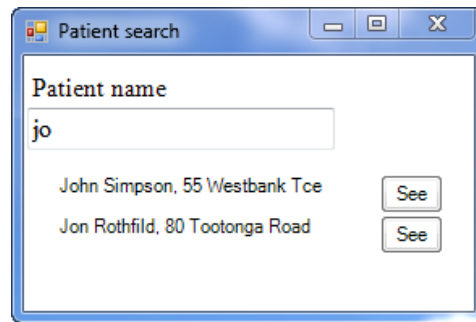 Patient search
Patient name
jo
John Simpson, 55 Westbank Tce See
Jon Rothfild, 80 Tootonga Road See